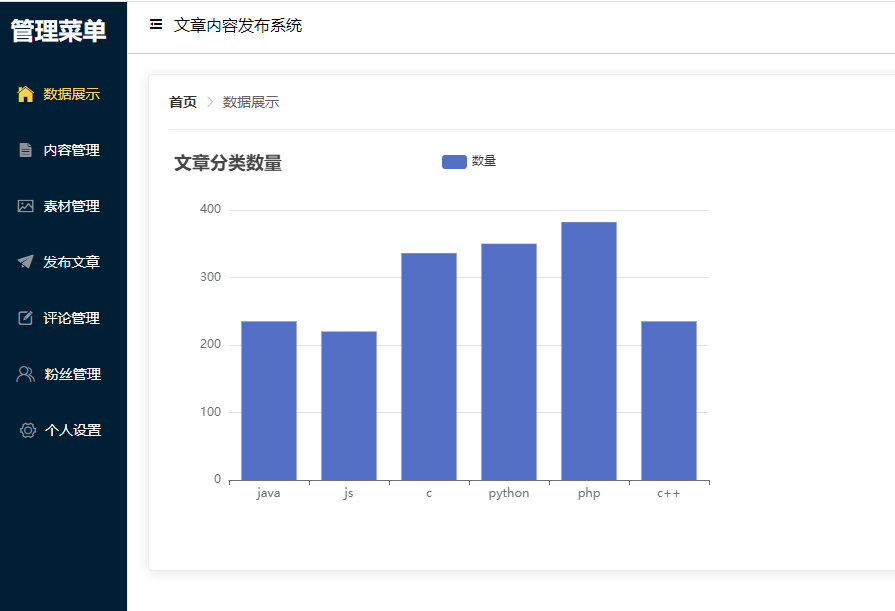 管理菜单
数据展示
内容管理
素材管理
发布文章
评论管理
粉丝管理
个人设置
文章内容发布系统
首页 > 数据展示
文章分类数量
数量
400
300
200
100
0
java js c python php c++